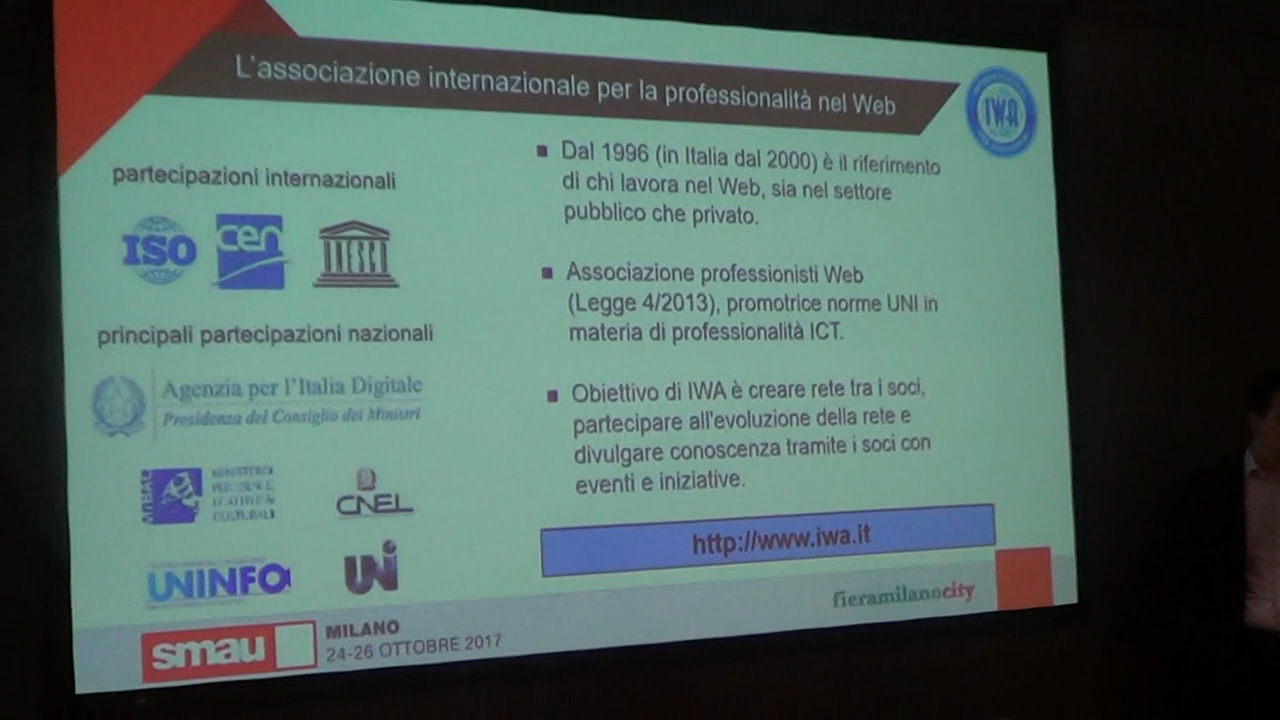 L'associazione internazionale per la professionalità nel Web
IWA
partecipazioni internazionali
ISO
cen
UNESCO
principali partecipazioni nazionali
Agenzia per l'Italia Digitale
Presidenza del Consiglio dei Ministri
CNEL
UNINFO
UNI
Dal 1996 (in Italia dal 2000) è il riferimento
di chi lavora nel Web, sia nel settore
pubblico che privato.
Associazione professionisti Web
(Legge 4/2013), promotrice norme UNI in
materia di professionalità ICT.
Obiettivo di IWA è creare rete tra i soci,
partecipare all'evoluzione della rete e
divulgare conoscenza tramite i soci con
eventi e iniziative.
http://www.iwa.it
fieramilanocity
smau
MILANO
24-26 OTTOBRE 2017